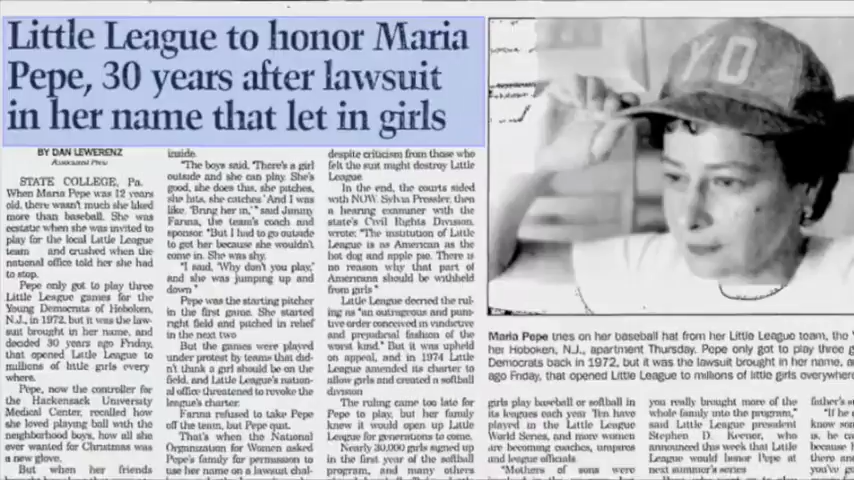 Little League to honor Maria
Pepe, 30 years after lawsuit
in her name that let in girls
BY DAN LEWERENZ
Associated Press
STATE COLLEGE, Pa.
When Maria Pepe was 12 years
old, there wasn't much she liked
more than baseball. She was
ecstatic when she was invited to
play for the local Little League
team and crushed when the
national office told her she had
to stop.
Pepe only got to play three
Little League games for the
Young Democrats of Hoboken,
N.J., in 1972, but it was the law-
suit brought in her name, and
decided 30 years ago Friday,
that opened Little League to
millions of little girls every
where.
Pepe, now the controller for
the Hackensack University
Medical Center, recalled how
she loved playing ball with the
neighborhood boys, how all she
ever wanted for Christmas was
a new glove.
But when her friends
inside.
"The boys said, 'There's a girl
outside and she can play. She's
good, she does this, she pitches,
she hits, she catches' And I was
like, 'Bring her in,'" said Jimmy
Farina, the team's coach and
sponsor. "But I had to go outside
to get her because she wouldn't
come in. She was shy.
"I said, 'Why don't you play,'
and she was jumping up and
down"
Pepe was the starting pitcher
in the first game. She started
right field and pitched in relief
in the next two
But the games were played
under protest by teams that did-
n't think a girl should be on the
field, and Little League's nation-
al office threatened to revoke the
league's charter.
Farina refused to take Pepe
off the team, but Pepe quit.
That's when the National
Organization for Women asked
Pepe's family for permission to
use her name on a lawsuit chal-
despite criticism from those who
felt the suit might destroy Little
League
In the end, the courts sided
with NOW. Sylvia Pressler, then
a hearing examiner with the
state's Civil Rights Division,
wrote: "The institution of Little
League is as American as the
hot dog and apple pie. There is
no reason why that part of
Americana should be withheld
from girls"
Little League decried the rul-
ing as "an outrageous and puni-
tive order conceived in vindictive
and prejudicial fashion of the
worst kind." But it was upheld
on appeal, and in 1974 Little
League amended its charter to
allow girls and created a softball
division
The ruling came too late for
Pepe to play, but her family
knew it would open up Little
League for generations to come.
Nearly 30,000 girls signed up
in the first year of the softball
program, and many others
YD
Maria Pepe tries on her baseball hat from her Little League team, the
her Hoboken, N.J., apartment Thursday. Pepe only got to play three
Democrats back in 1972, but it was the lawsuit brought in her name,
ago Friday, that opened Little League to millions of little girls everywhere
girls play baseball or softball in
its leagues each year Ten have
played in the Little League
World Series, and more women
are becoming coaches, umpires
and league officials
"Mothers of sons were
you really brought more of the
whole family into the program,"
said Little League president
Stephen D. Keener, who
announced this week that Little
League would honor Pepe at
next summer's series
father's
"If he
know
is, he
because
there
you've